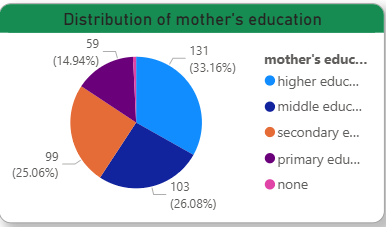 Distribution of mother's education
59
(14.94%)
131
(33.16%)
99
(25.06%)
103
(26.08%)
mother's educ...
higher educ...
middle educ...
secondary e...
primary edu...
none